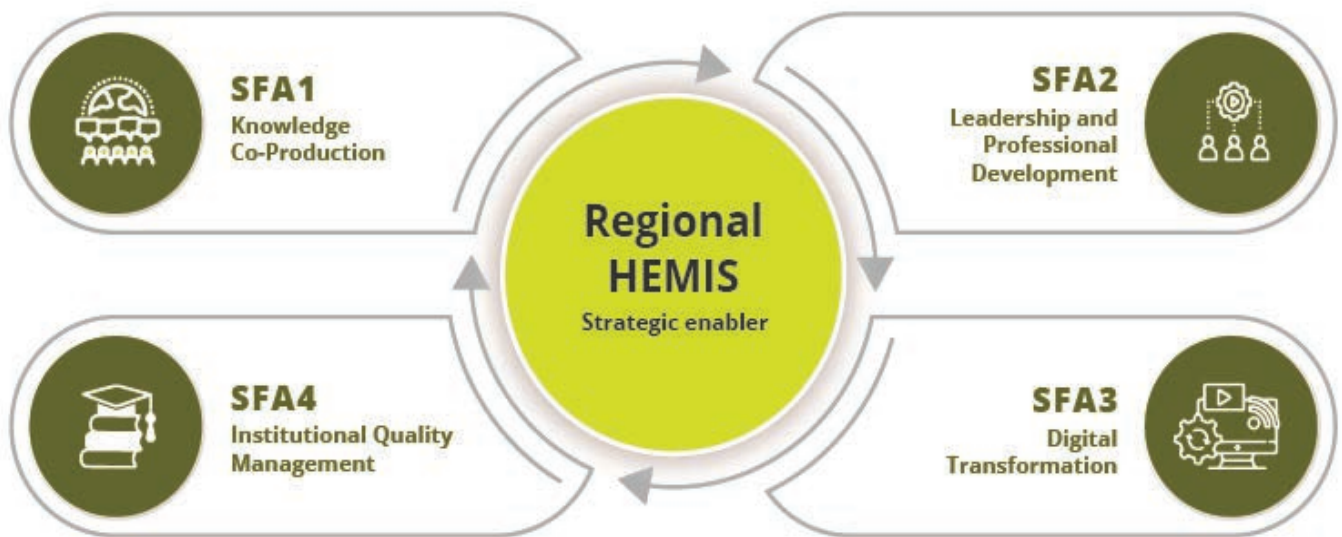 SFA1
Knowledge
Co-Production
SFA2
Leadership and
Professional
Development
Regional
HEMIS
Strategic enabler
SFA4
Institutional Quality
Management
SFA3
Digital
Transformation